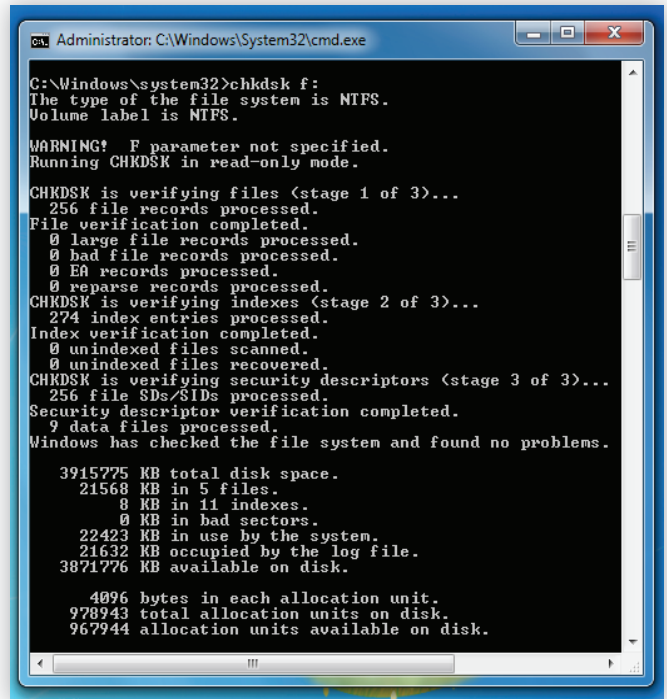 Administrator: C:\Windows\System32\cmd.exe
C:\Windows\system32>chkdsk f:
The type of the file system is NTFS.
Volume label is NTFS.
WARNING!  F parameter not specified.
Running CHKDSK in read-only mode.
CHKDSK is verifying files (stage 1 of 3)...
256 file records processed.
File verification completed.
0 large file records processed.
0 bad file records processed.
0 EA records processed.
0 reparse records processed.
CHKDSK is verifying indexes (stage 2 of 3)...
274 index entries processed.
Index verification completed.
0 unindexed files scanned.
0 unindexed files recovered.
CHKDSK is verifying security descriptors (stage 3 of 3)...
256 file SDs/SIDs processed.
Security descriptor verification completed.
9 data files processed.
Windows has checked the file system and found no problems.
3915775 KB total disk space.
21568 KB in 5 files.
8 KB in 11 indexes.
0 KB in bad sectors.
22423 KB in use by the system.
21632 KB occupied by the log file.
3871776 KB available on disk.
4096 bytes in each allocation unit.
978943 total allocation units on disk.
967944 allocation units available on disk.